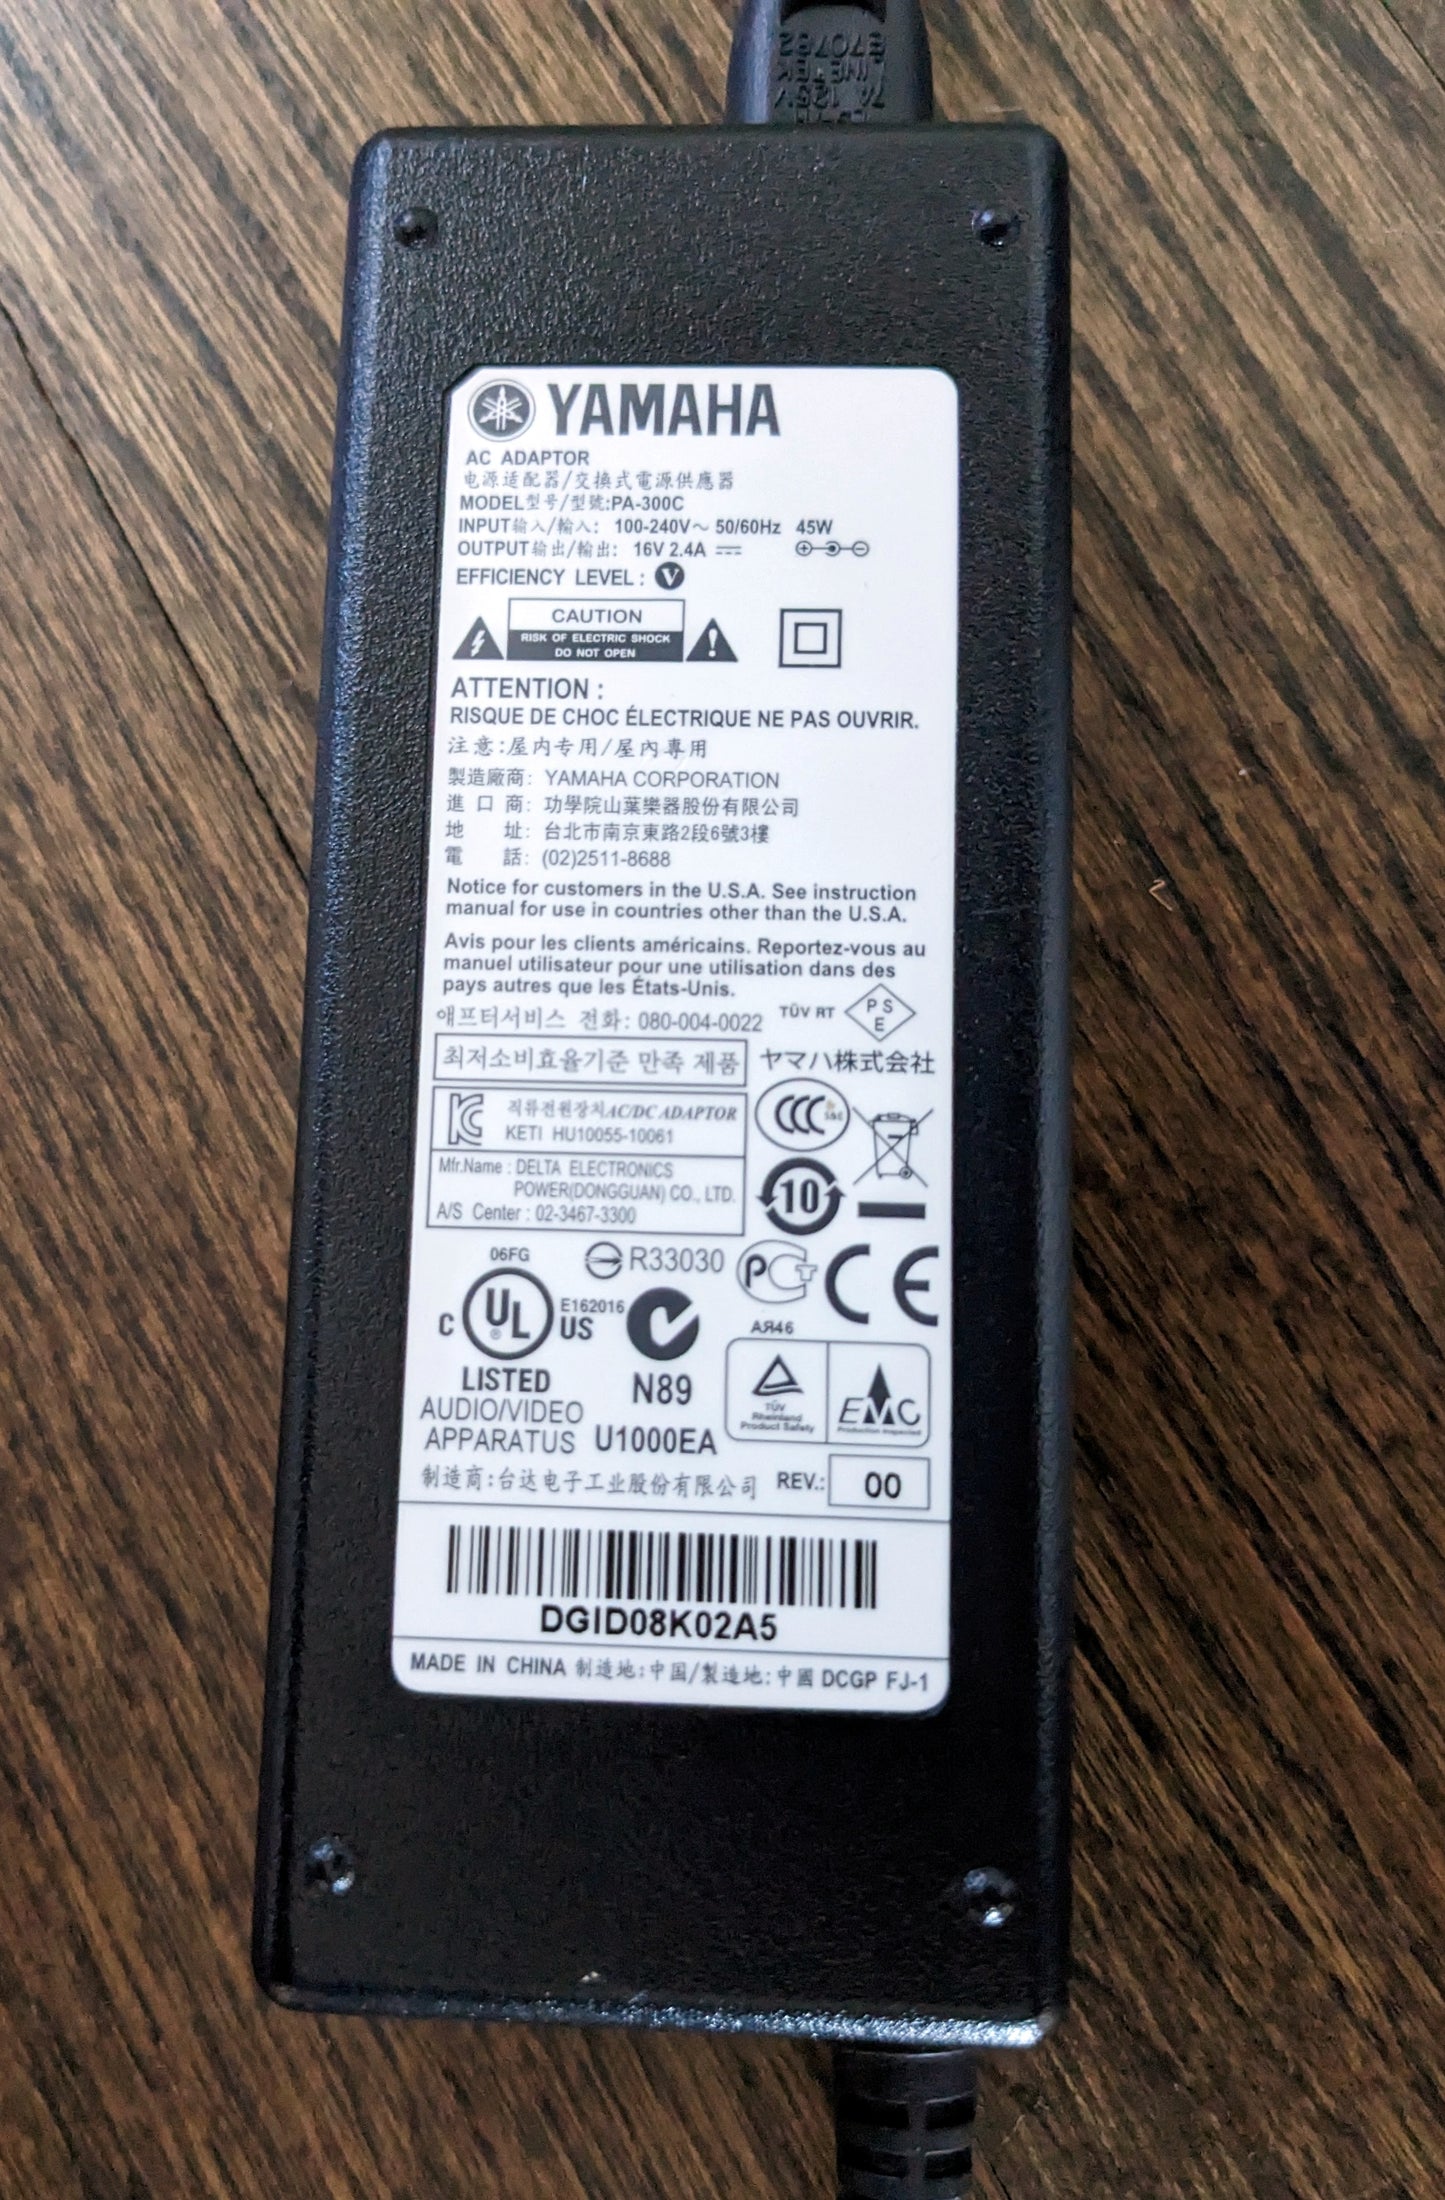 E70782
LINETEK
7A 125V
YAMAHA
AC ADAPTOR
电源适配器/交換式電源供應器
MODEL型号/型號:PA-300C
INPUT输入/輸入: 100-240V~ 50/60Hz 45W
OUTPUT输出/輸出: 16V 2.4A
EFFICIENCY LEVEL: V
CAUTION
RISK OF ELECTRIC SHOCK
DO NOT OPEN
ATTENTION :
RISQUE DE CHOC ÉLECTRIQUE NE PAS OUVRIR.
注意:屋内专用/屋內專用
製造廠商: YAMAHA CORPORATION
進口商: 功學院山葉樂器股份有限公司
地址: 台北市南京東路2段6號3樓
電話: (02)2511-8688
Notice for customers in the U.S.A. See instruction
manual for use in countries other than the U.S.A.
Avis pour les clients américains. Reportez-vous au
manuel utilisateur pour une utilisation dans des
pays autres que les États-Unis.
애프터서비스 전화: 080-004-0022
TÜV RT
P S
E
최저소비효율기준 만족 제품
ヤマハ株式会社
직류전원장치AC/DC ADAPTOR
KETI HU10055-10061
CCC S&E
Mfr.Name : DELTA ELECTRONICS
POWER(DONGGUAN) CO., LTD.
A/S Center : 02-3467-3300
10
06FG
R33030
CE
C UL ® US
E162016
АЯ46
LISTED
N89
AUDIO/VIDEO
APPARATUS
U1000EA
TÜV
Rheinland
Product Safety
EMC
Production Inspected
制造商:台达电子工业股份有限公司
REV.: 00
DGID08K02A5
MADE IN CHINA 制造地:中国/製造地:中國 DCGP FJ-1